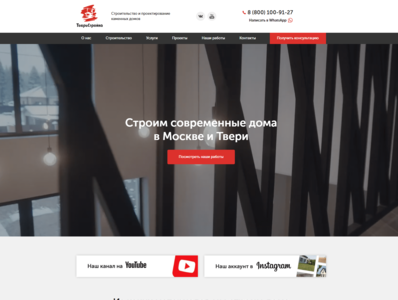 ТверьСтройка
Строительство и проектирование
каменных домов
8 (800) 100-91-27
Написать в WhatsApp
О нас
Строительство
Услуги
Проекты
Наши работы
Контакты
Получить консультацию
Строим современные дома
в Москве и Твери
Посмотреть наши работы
Наш канал на YouTube
Наш аккаунт в Instagram